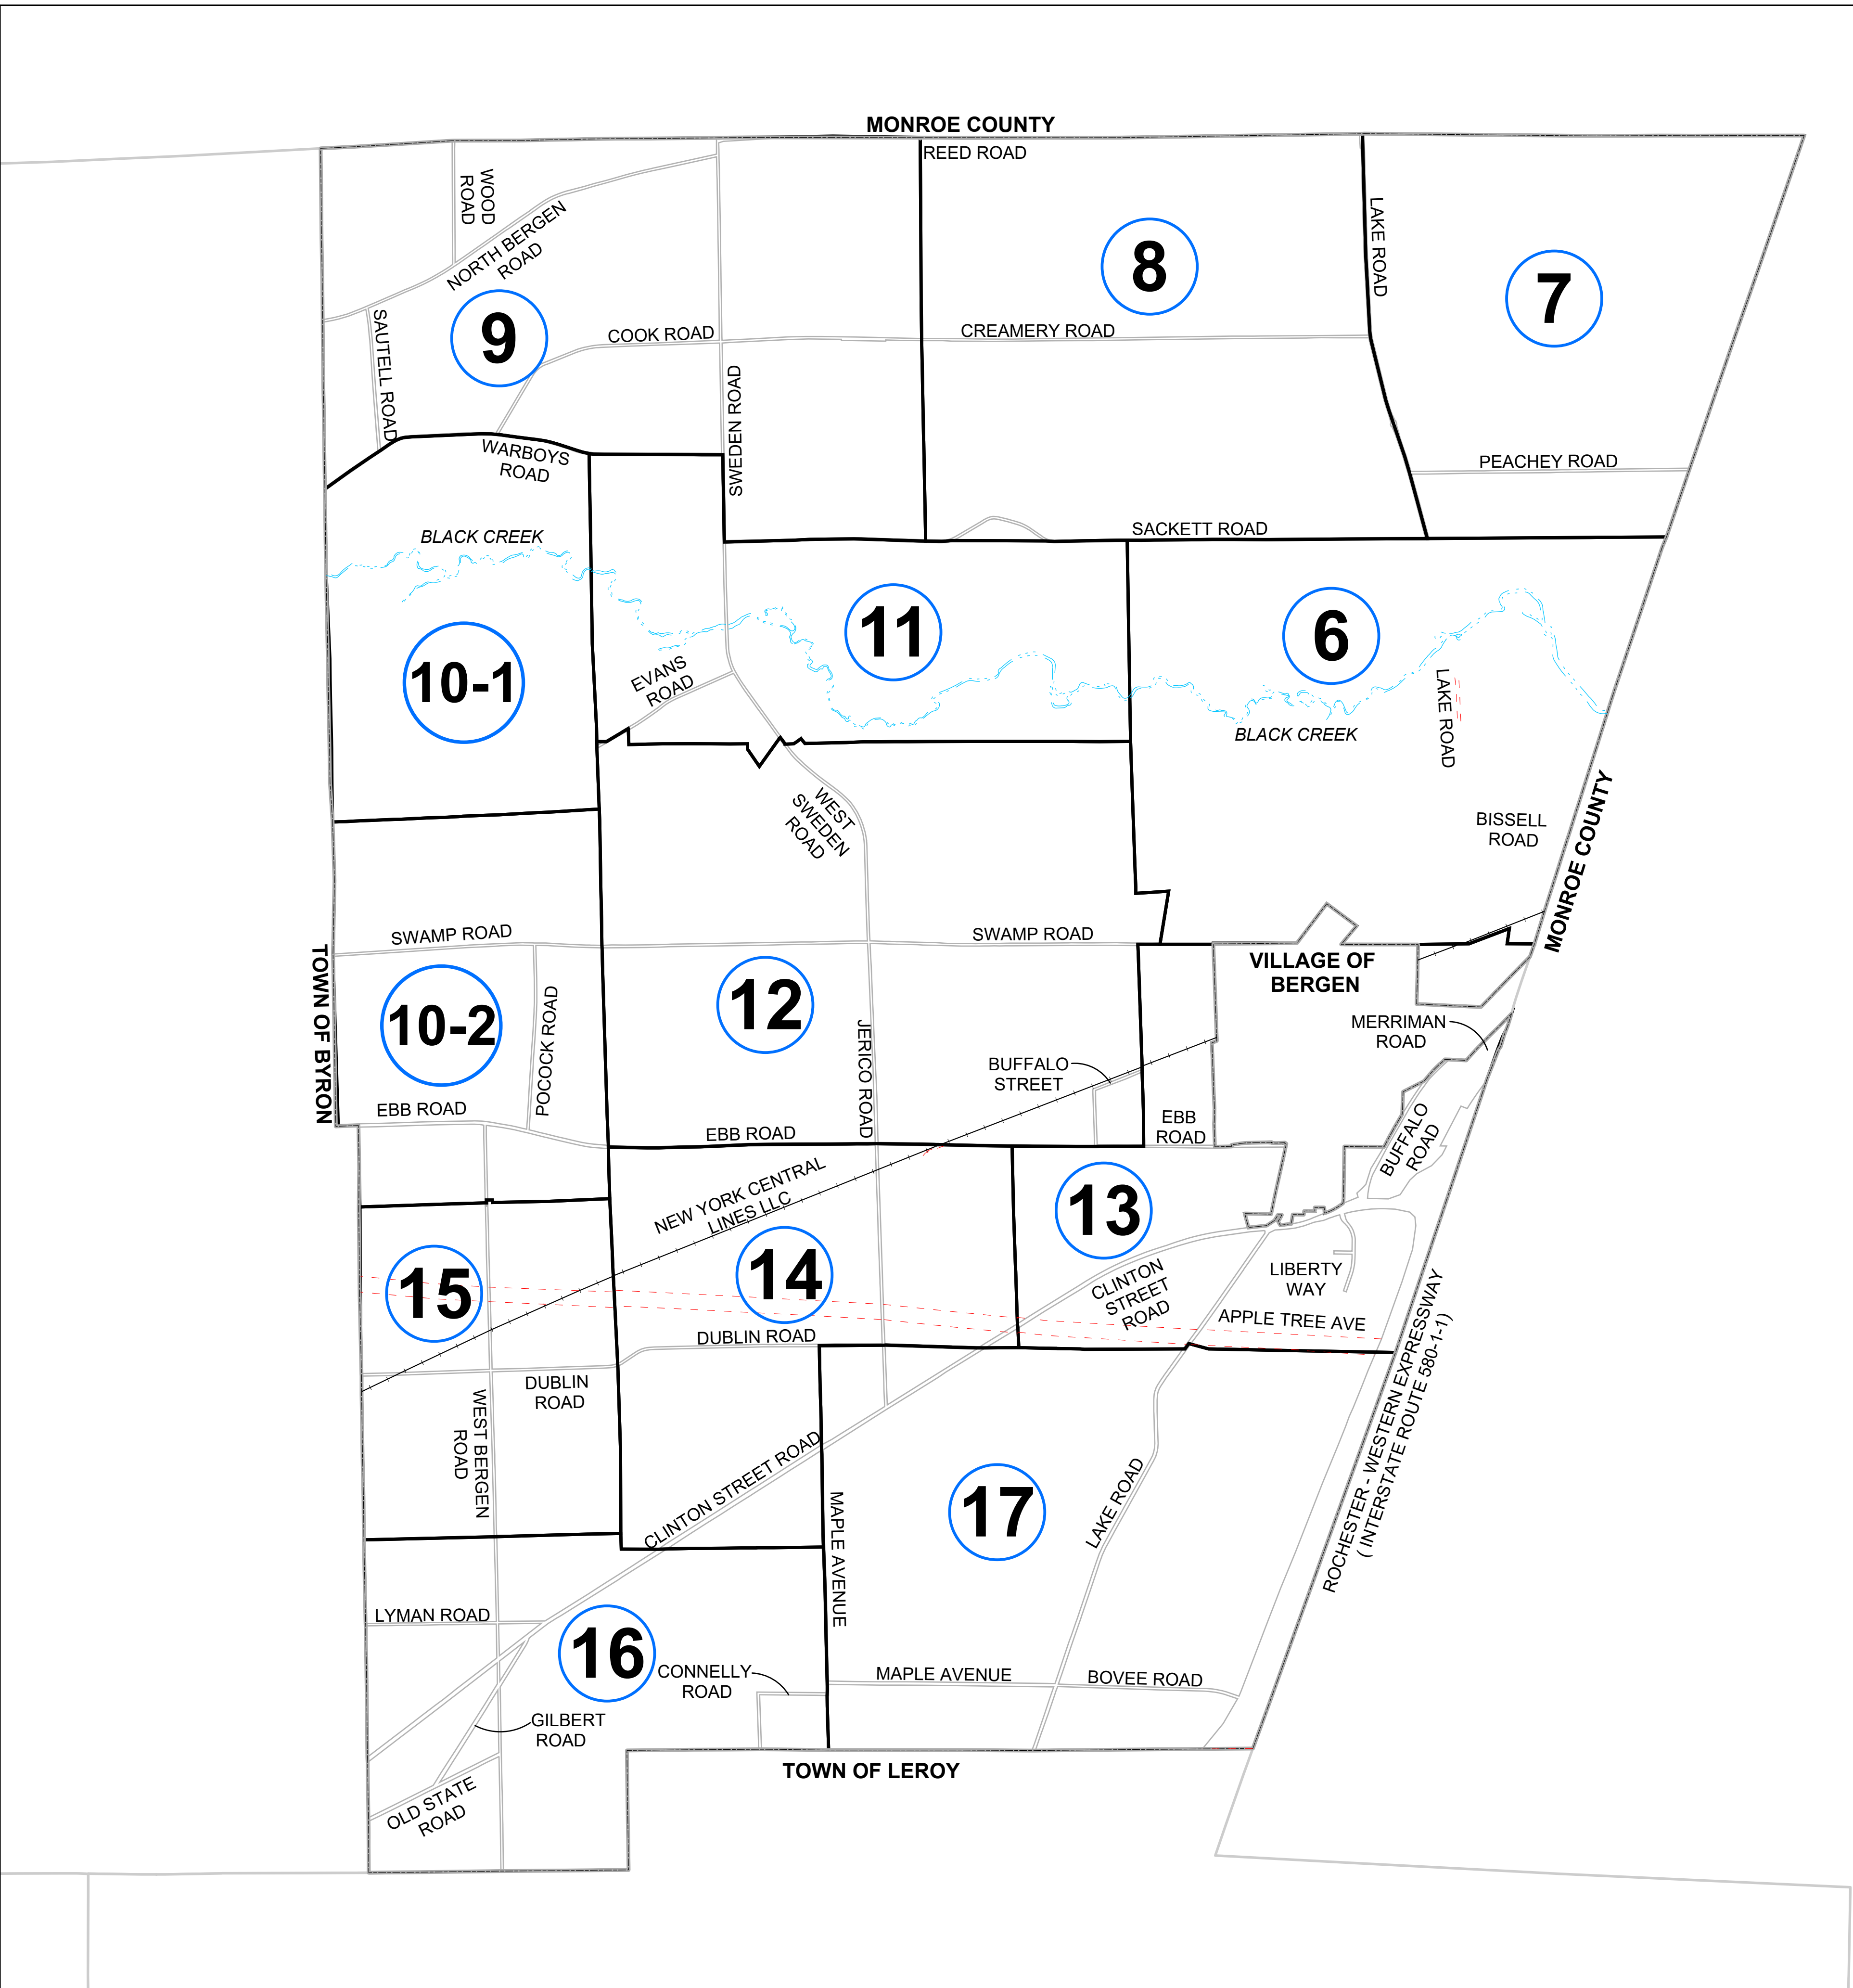 MONROE COUNTY
REED ROAD
WOOD
ROAD
NORTH BERGEN
ROAD
LAKE ROAD
8
7
9
SAUTELL ROAD
COOK ROAD
CREAMERY ROAD
SWEDEN ROAD
WARBOYS
ROAD
PEACHEY ROAD
BLACK CREEK
SACKETT ROAD
11
6
10-1
EVANS
ROAD
LAKE ROAD
BLACK CREEK
WEST
SWEDEN
ROAD
BISSELL
ROAD
MONROE COUNTY
SWAMP ROAD
SWAMP ROAD
TOWN OF BYRON
VILLAGE OF
BERGEN
12
10-2
POCOCK ROAD
JERICO ROAD
MERRIMAN
ROAD
BUFFALO
STREET
EBB ROAD
EBB
ROAD
BUFFALO
ROAD
EBB ROAD
NEW YORK CENTRAL
LINES LLC
13
14
15
CLINTON
STREET
ROAD
LIBERTY
WAY
APPLE TREE AVE
DUBLIN ROAD
DUBLIN
ROAD
ROCHESTER - WESTERN EXPRESSWAY
( INTERSTATE ROUTE 580-1-1)
WEST BERGEN
ROAD
CLINTON STREET ROAD
MAPLE AVENUE
17
LAKE ROAD
LYMAN ROAD
16
CONNELLY
ROAD
MAPLE AVENUE
BOVEE ROAD
GILBERT
ROAD
TOWN OF LEROY
OLD STATE
ROAD